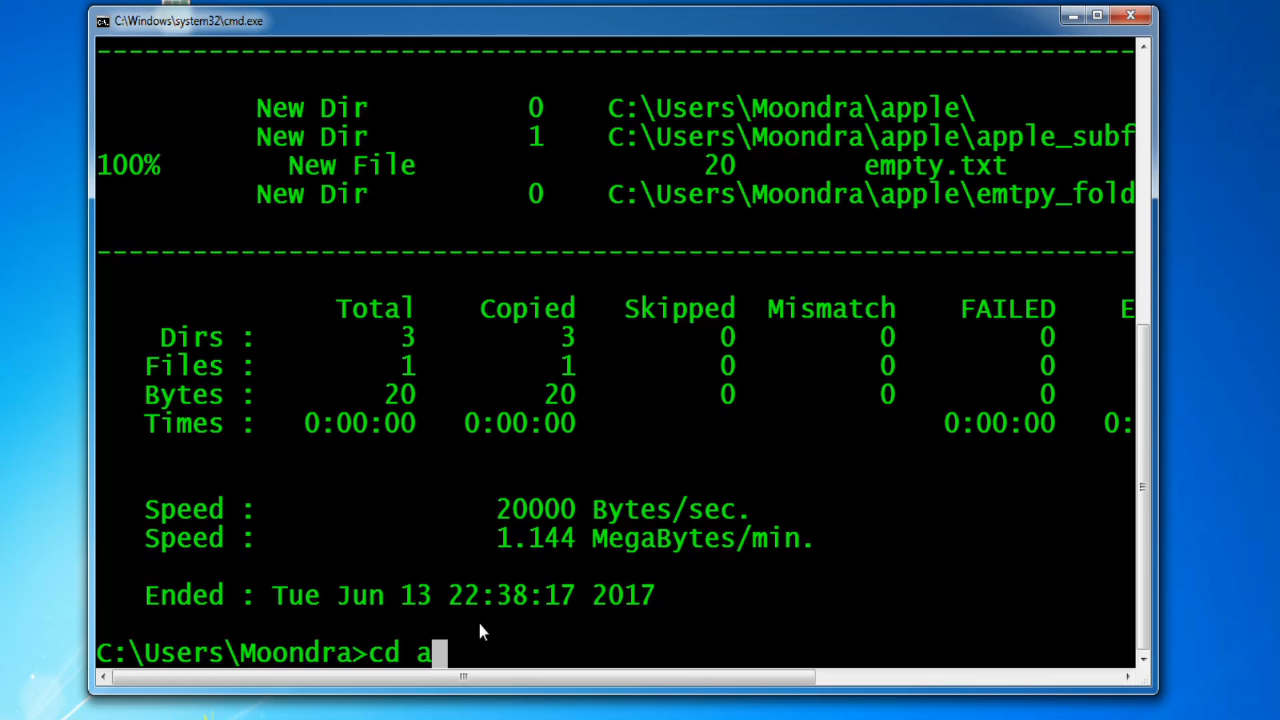 C:\Windows\system32\cmd.exe
------------------------------------------------------------------
New Dir 0 C:\Users\Moondra\apple\
New Dir 1 C:\Users\Moondra\apple\apple_subf
100% New File 20 empty.txt
New Dir 0 C:\Users\Moondra\apple\emtpy_fold
------------------------------------------------------------------
Total Copied Skipped Mismatch FAILED E
Dirs : 3 3 0 0 0
Files : 1 1 0 0 0
Bytes : 20 20 0 0 0
Times : 0:00:00 0:00:00 0:00:00 0:
Speed : 20000 Bytes/sec.
Speed : 1.144 MegaBytes/min.
Ended : Tue Jun 13 22:38:17 2017
C:\Users\Moondra>cd a